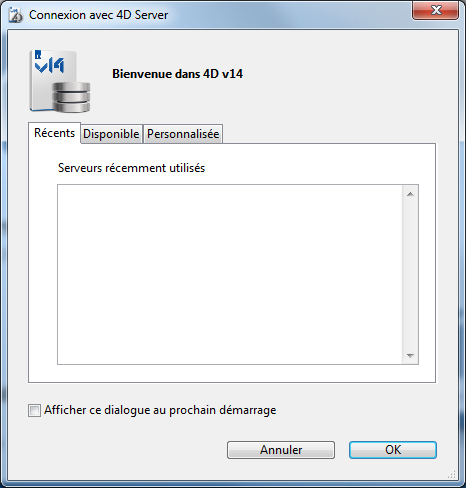 Connexion avec 4D Server
v14
Bienvenue dans 4D v14
Récents Disponible Personnalisée
Serveurs récemment utilisés
Afficher ce dialogue au prochain démarrage
Annuler OK